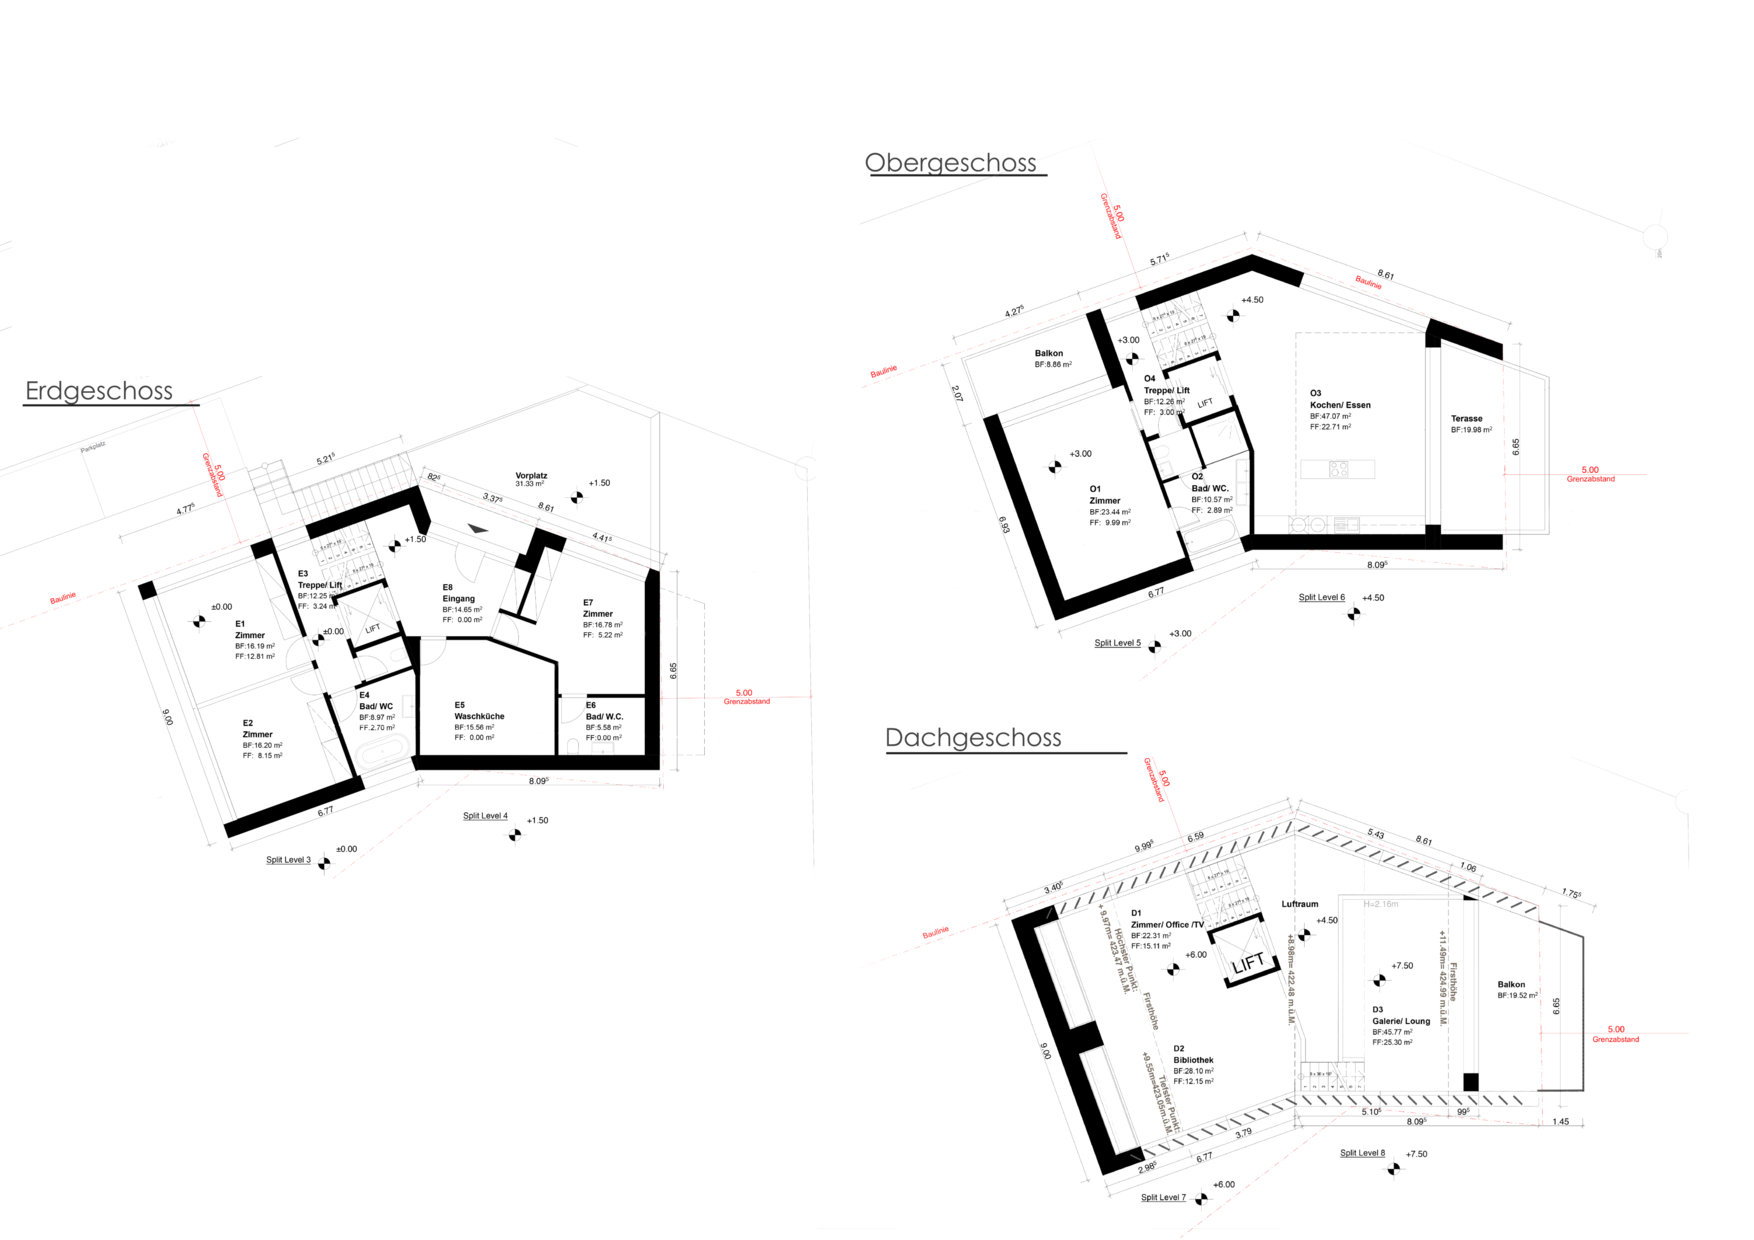 Erdgeschoss
Parkplatz
5.00
Grenzabstand
5.21⁵
4.77⁵
82⁵
3.37⁵
8.61
4.41⁵
Vorplatz
31.33 m²
+1.50
Baulinie
+1.50
±0.00
E1
Zimmer
BF:16.19 m²
FF:12.81 m²
E3
Treppe/ Lift
BF:12.25 m²
FF: 3.24 m²
±0.00
LIFT
E8
Eingang
BF:14.65 m²
FF: 0.00 m²
E7
Zimmer
BF:16.78 m²
FF: 5.22 m²
E2
Zimmer
BF:16.20 m²
FF: 8.15 m²
E4
Bad/ WC
BF:8.97 m²
FF:2.70 m²
E5
Waschküche
BF:15.56 m²
FF: 0.00 m²
E6
Bad/ W.C.
BF:5.58 m²
FF:0.00 m²
9.00
6.77
8.09⁵
6.65
5.00
Grenzabstand
Split Level 4
+1.50
Split Level 3
±0.00
Obergeschoss
5.00
Grenzabstand
5.71⁵
4.27⁵
8.61
Baulinie
Baulinie
+4.50
+3.00
Balkon
BF:8.86 m²
2.07
O4
Treppe/ Lift
BF:12.26 m²
FF: 3.00 m²
LIFT
O3
Kochen/ Essen
BF:47.07 m²
FF:22.71 m²
Terasse
BF:19.98 m²
+3.00
O1
Zimmer
BF:23.44 m²
FF: 9.99 m²
O2
Bad/ WC.
BF:10.57 m²
FF: 2.89 m²
6.93
6.77
8.09⁵
6.65
5.00
Grenzabstand
Split Level 6
+4.50
Split Level 5
+3.00
Dachgeschoss
5.00
Grenzabstand
9.99⁵
6.59
3.40⁵
5.43
8.61
1.06
1.75⁵
Baulinie
D1
Zimmer/ Office /TV
BF:22.31 m²
FF:15.11 m²
+6.00
LIFT
Luftraum
+4.50
H=2.16m
Höchster Punkt:
+ 9.97m= 423.47 m.ü.M.
Firsthöhe
+8.98m= 422.48 m.ü.M.
+7.50
D3
Galerie/ Loung
BF:45.77 m²
FF:25.30 m²
Firsthöhe
+11.49m= 424.99 m.ü.M.
Balkon
BF:19.52 m²
D2
Bibliothek
BF:28.10 m²
FF:12.15 m²
Tiefster Punkt:
+9.55m=423.05m.ü.M.
9.00
6.65
5.00
Grenzabstand
2.98⁵
3.79
6.77
5.10⁶
99⁵
8.09⁵
1.45
Split Level 8
+7.50
Split Level 7
+6.00